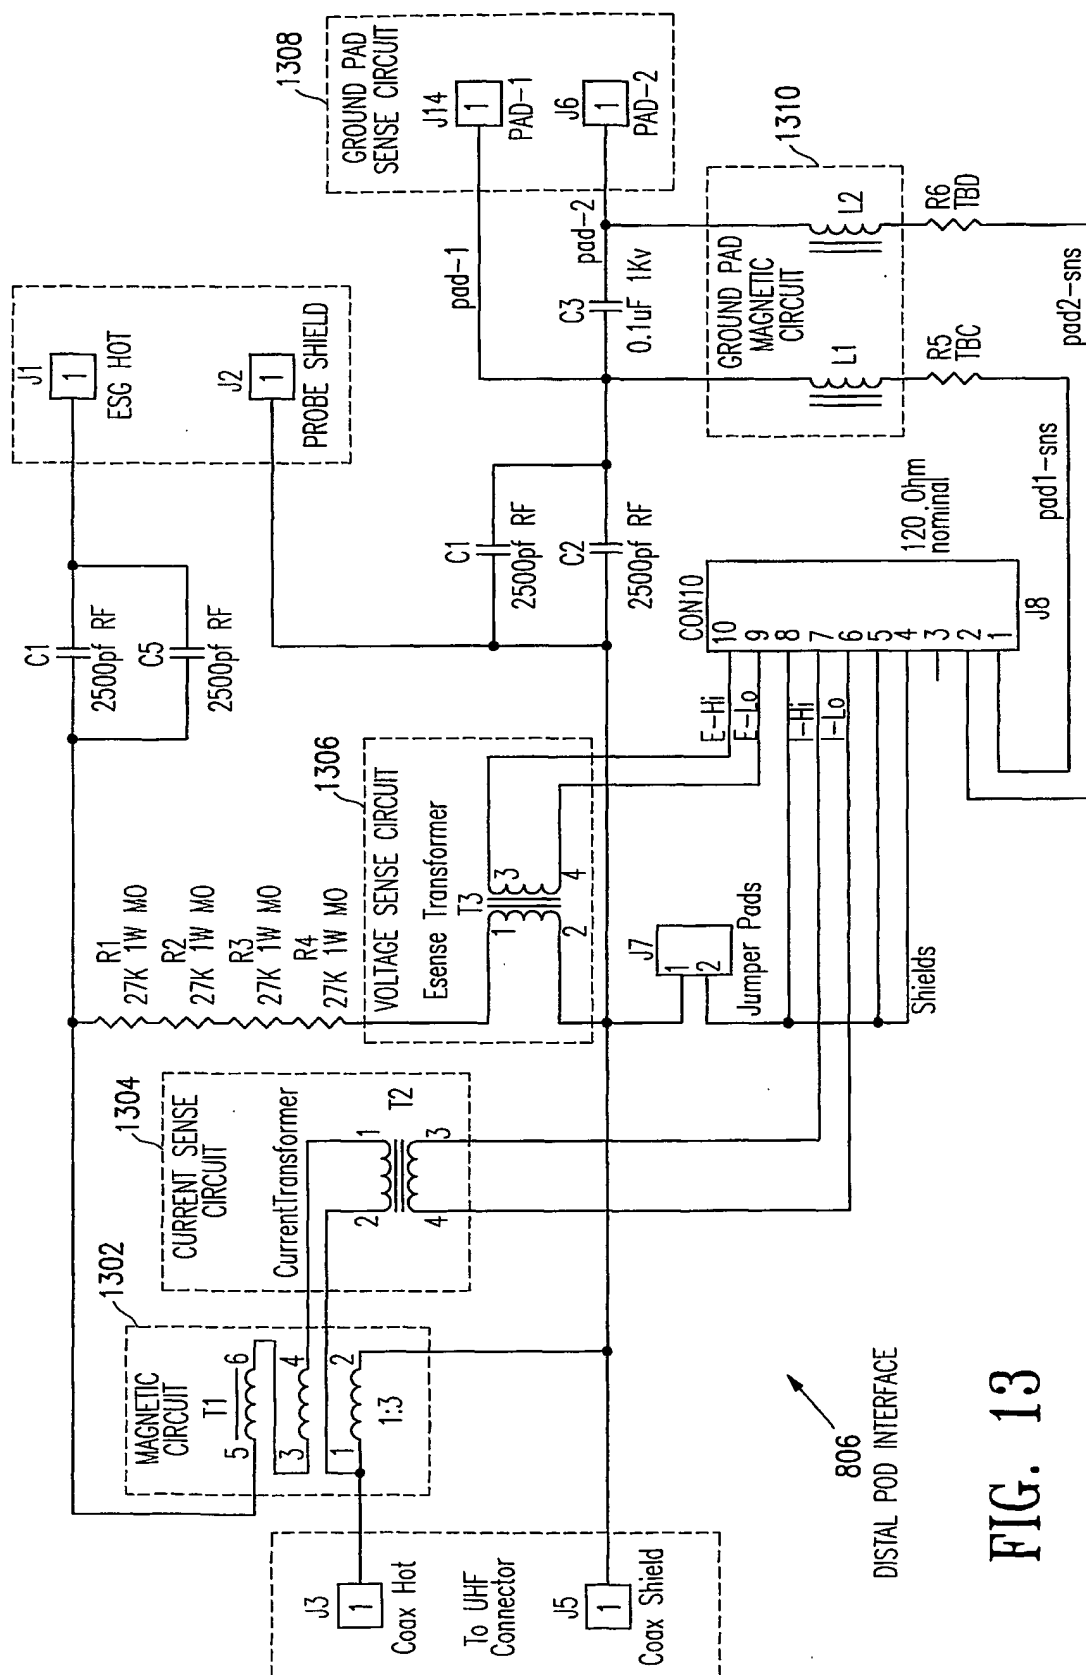 MAGNETIC
CIRCUIT
1302
T1
5
6
3
4
1
2
1:3
J3
1
Coax Hot
To UHF
Connector
J5
1
Coax Shield
CURRENT SENSE
CIRCUIT
1304
CurrentTransformer
T2
2
1
4
3
R1
27K 1W MO
R2
27K 1W MO
R3
27K 1W MO
R4
27K 1W MO
VOLTAGE SENSE CIRCUIT
1306
Esense Transformer
T3
1
3
2
4
J7
1
2
Jumper Pads
Shields
C1
2500pf RF
C5
2500pf RF
J1
1
ESG HOT
J2
1
PROBE SHIELD
C1
2500pf RF
C2
2500pf RF
1308
GROUND PAD
SENSE CIRCUIT
J14
1
PAD-1
J6
1
PAD-2
pad-1
pad-2
C3
0.1uF 1Kv
1310
GROUND PAD
MAGNETIC
CIRCUIT
L1
L2
R5
TBC
R6
TBD
pad1-sns
pad2-sns
E-Hi
E-Lo
I-Hi
I-Lo
CON10
10
9
8
7
6
5
4
3
2
1
J8
120 Ohm
nominal
806
DISTAL POD INTERFACE
FIG. 13